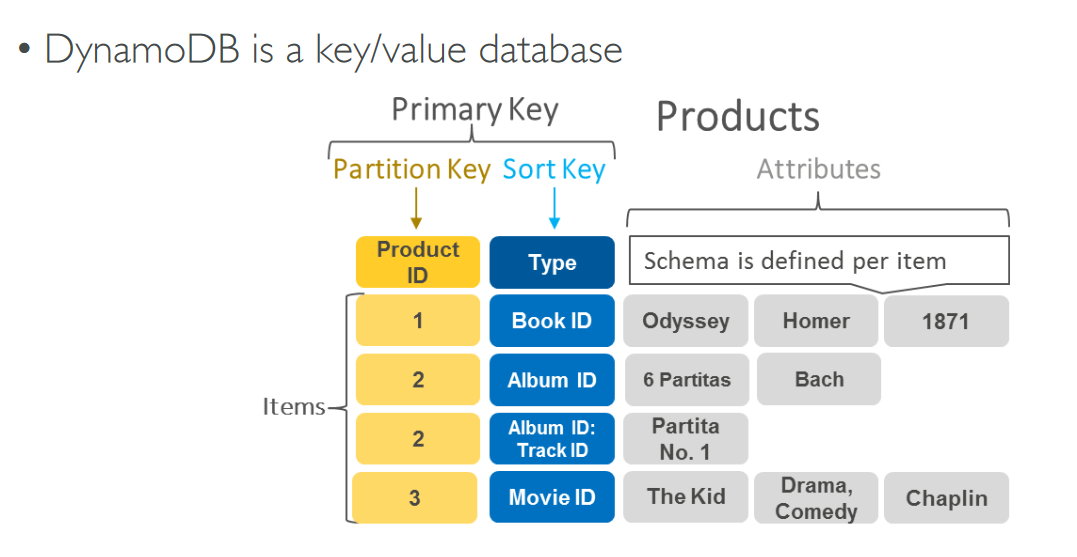 • DynamoDB is a key/value database
Primary Key
Products
Partition Key
Sort Key
Attributes
Product
ID
Type
Schema is defined per item
Items
1
Book ID
Odyssey
Homer
1871
2
Album ID
6 Partitas
Bach
2
Album ID:
Track ID
Partita
No. 1
3
Movie ID
The Kid
Drama,
Comedy
Chaplin